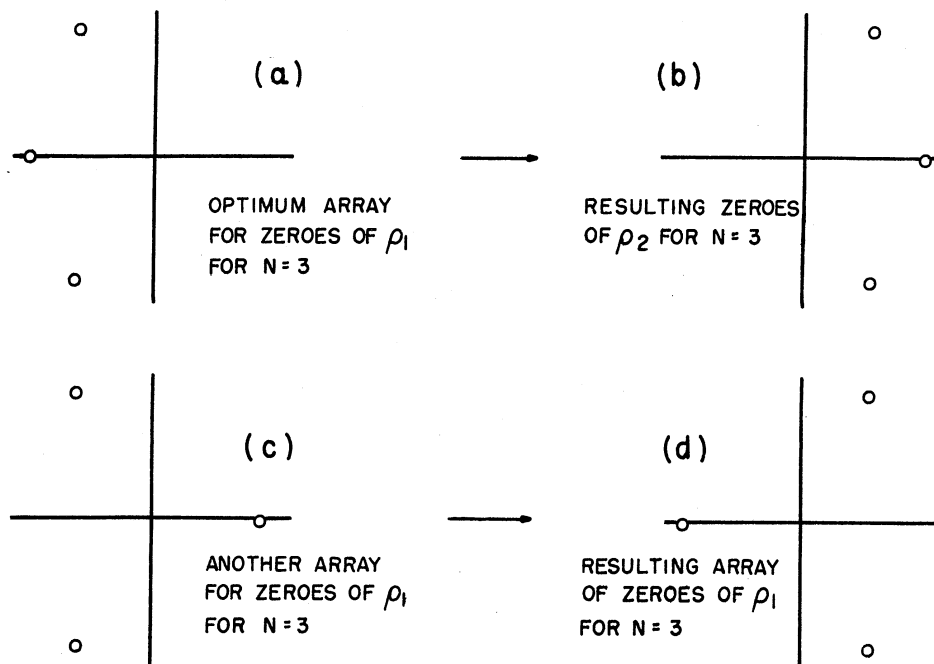 (a)
OPTIMUM ARRAY
FOR ZEROES OF ρ1
FOR N=3
(b)
RESULTING ZEROES
OF ρ2 FOR N=3
(c)
ANOTHER ARRAY
FOR ZEROES OF ρ1
FOR N=3
(d)
RESULTING ARRAY
OF ZEROES OF ρ1
FOR N=3